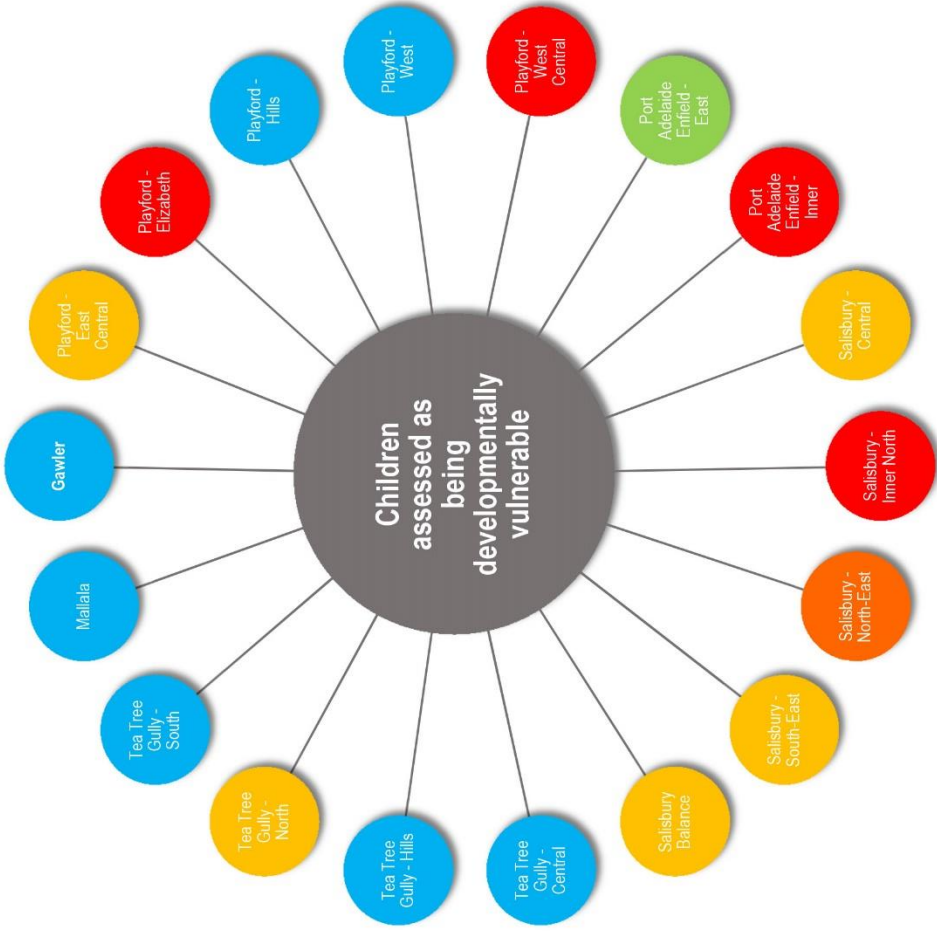 Children
assessed as
being
developmentally
vulnerable
Gawler
Playford -
East
Central
Playford -
Elizabeth
Playford -
Hills
Playford -
West
Playford -
West
Central
Port
Adelaide
Enfield -
East
Port
Adelaide
Enfield -
Inner
Salisbury -
Central
Salisbury -
Inner North
Salisbury -
North-East
Salisbury -
South-East
Salisbury
Balance
Tea Tree
Gully -
Central
Tea Tree
Gully - Hills
Tea Tree
Gully -
North
Tea Tree
Gully -
South
Mallala